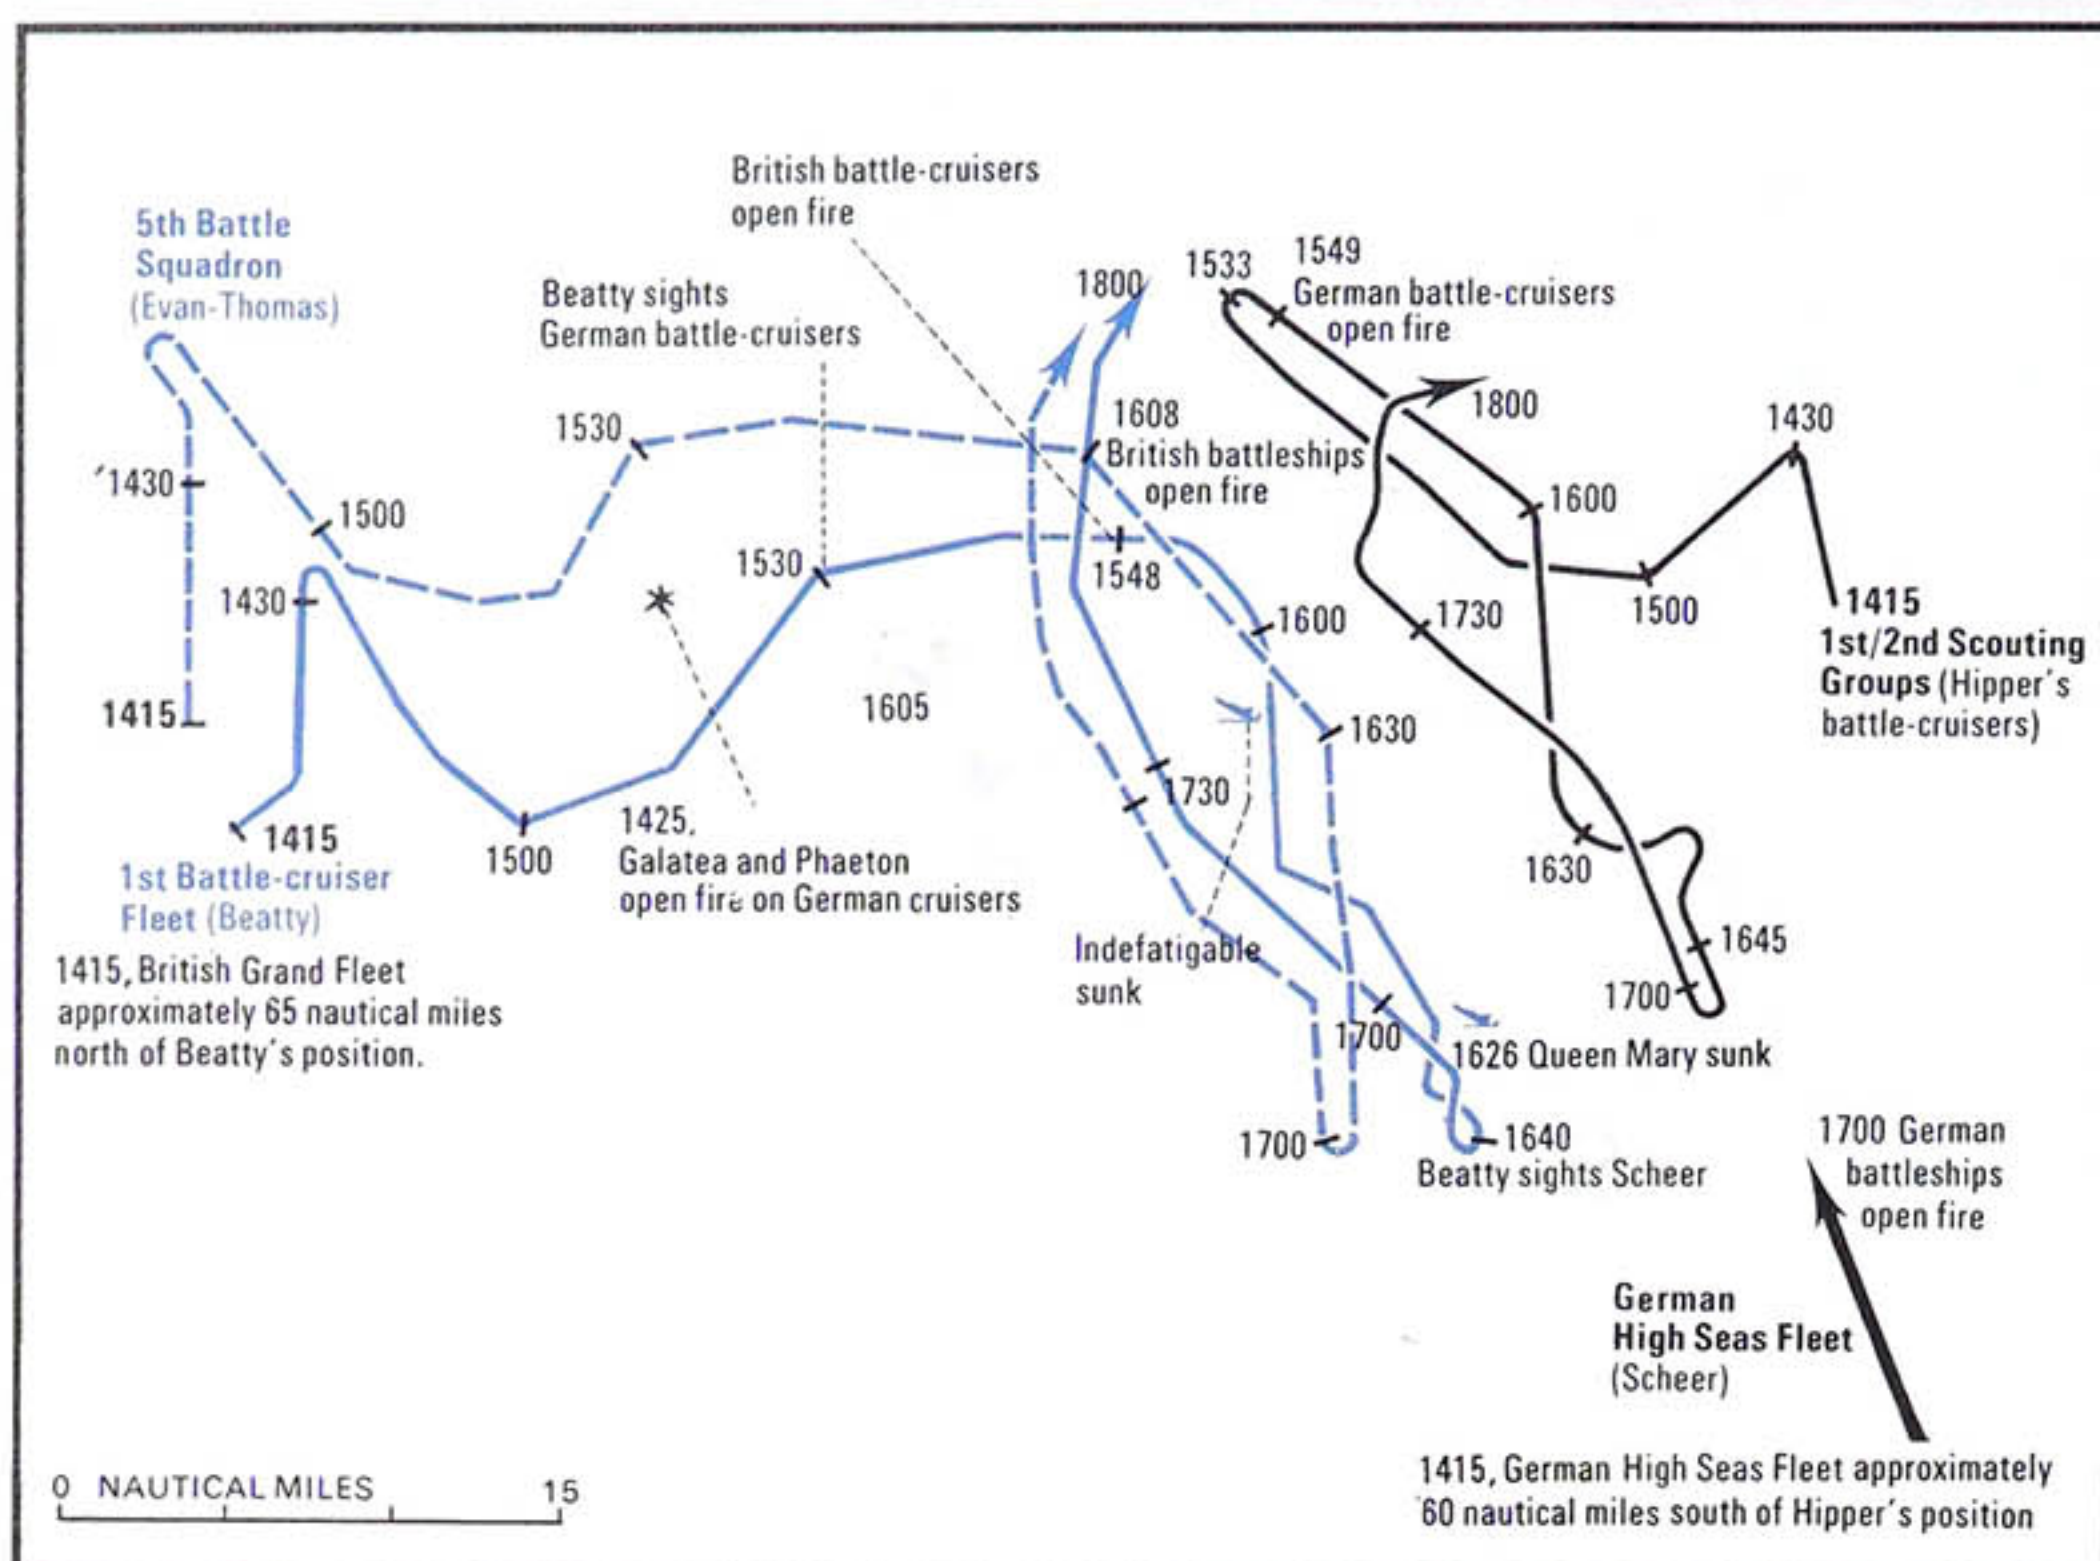 British battle-cruisers
open fire
5th Battle
Squadron
(Evan-Thomas)
Beatty sights
German battle-cruisers
1800
1533
1549
German battle-cruisers
open fire
1800
1430
1530
1608
British battleships
open fire
1430
1500
1600
1530
1548
1430
1600
1730
1500
1415
1st/2nd Scouting
Groups (Hipper's
battle-cruisers)
1415
1605
1630
1730
1415
1st Battle-cruiser
Fleet (Beatty)
1500
1425,
Galatea and Phaeton
open fire on German cruisers
1630
1645
1700
Indefatigable
sunk
1415, British Grand Fleet
approximately 65 nautical miles
north of Beatty's position.
1700
1626 Queen Mary sunk
1700
1640
Beatty sights Scheer
1700 German
battleships
open fire
German
High Seas Fleet
(Scheer)
0 NAUTICAL MILES 15
1415, German High Seas Fleet approximately
60 nautical miles south of Hipper's position